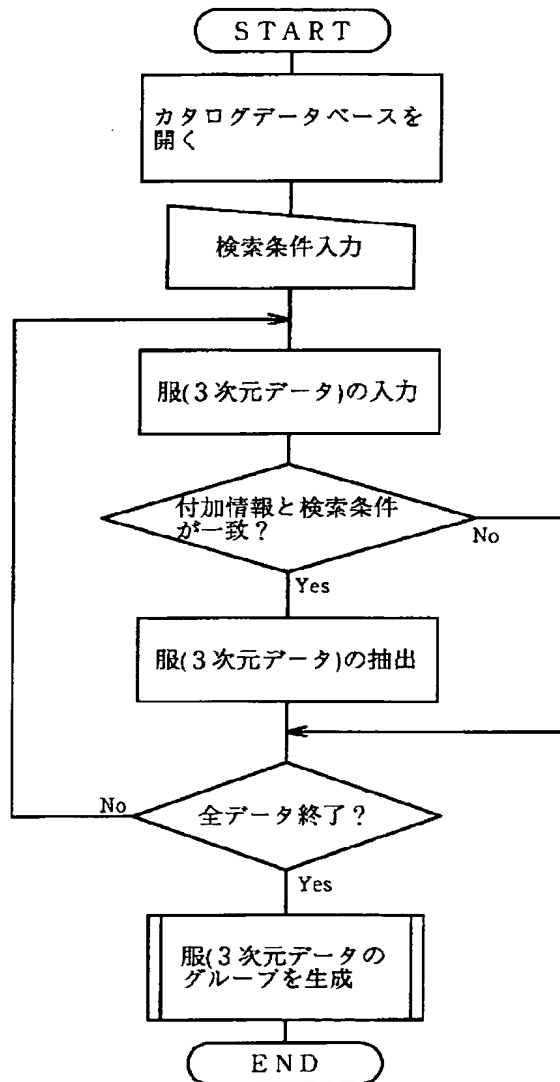 START
カタログデータベースを
開く
検索条件入力
服(3次元データ)の入力
付加情報と検索条件
が一致?
No
Yes
服(3次元データ)の抽出
No
全データ終了?
Yes
服(3次元データの
グループを生成
END